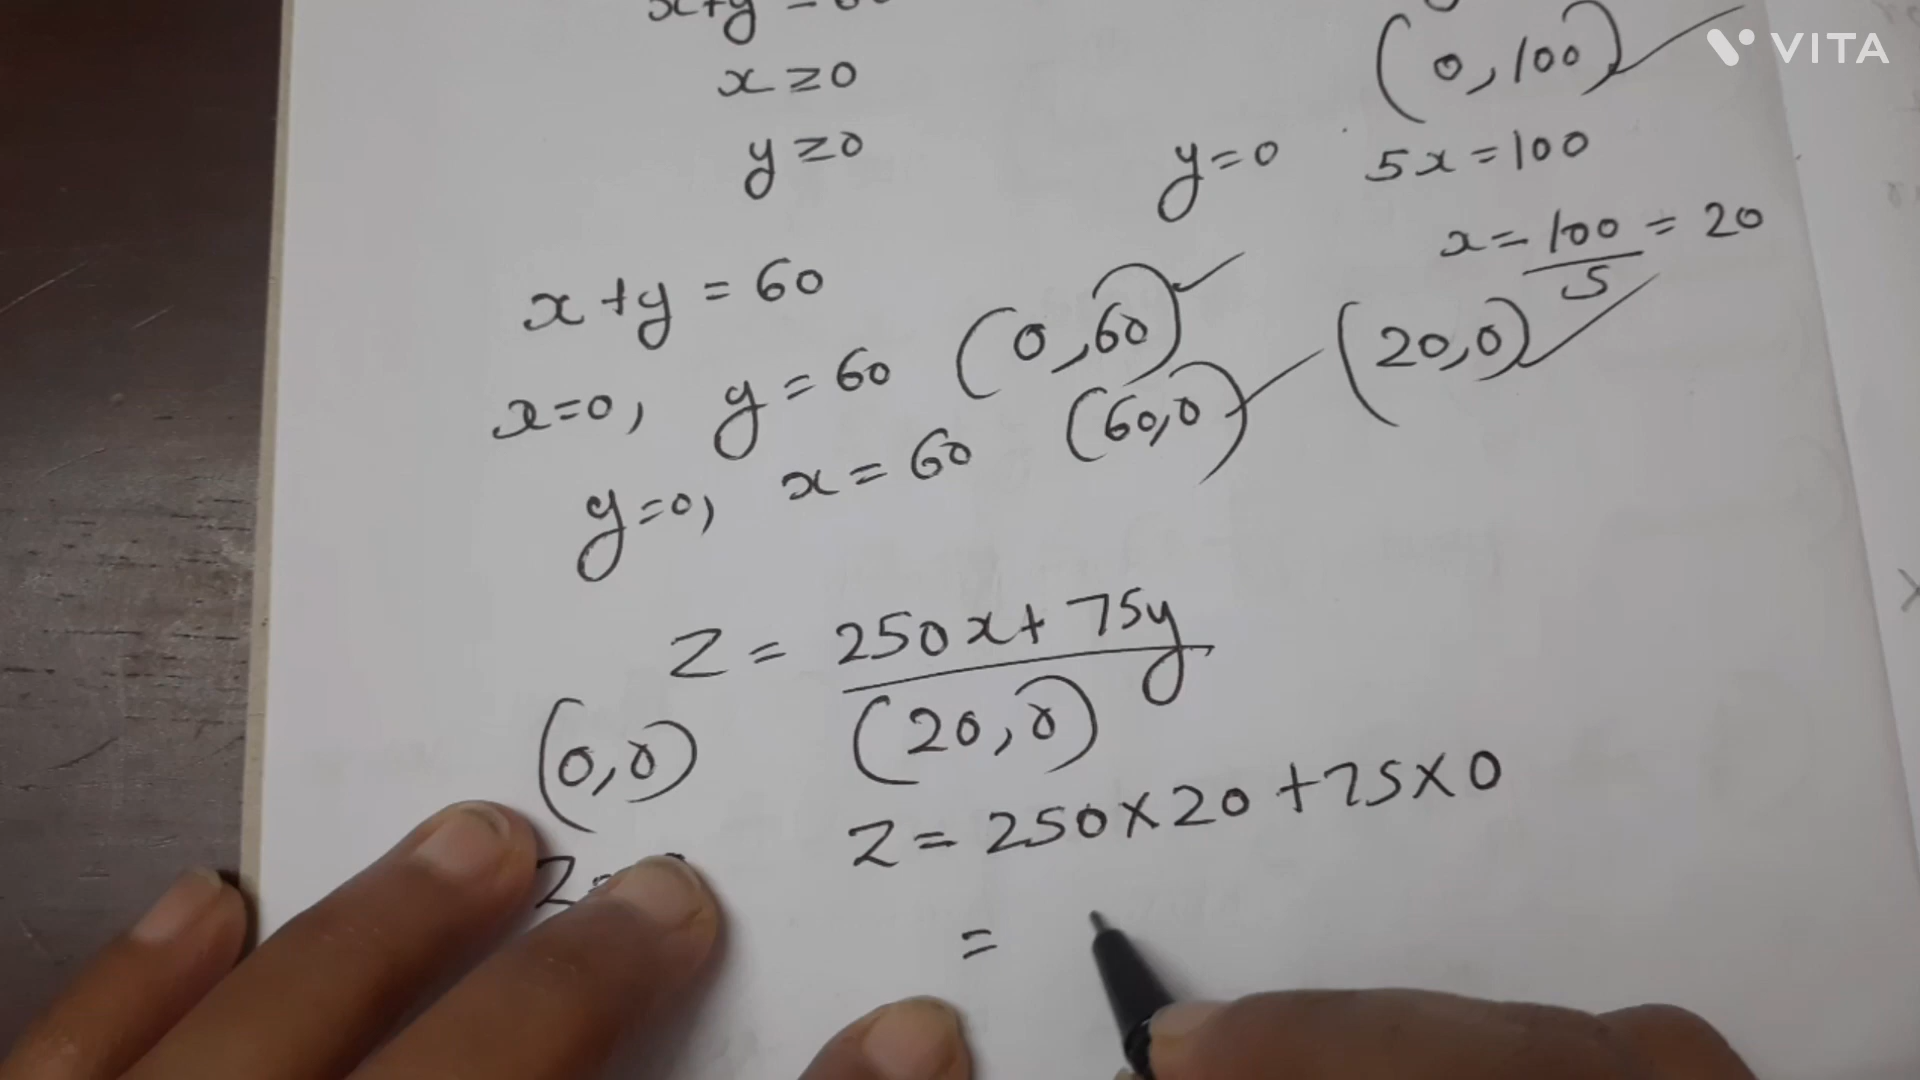 x+y
x≥0
y≥0
x+y = 60
x=0, y = 60 (0,60)
y=0, x = 60 (60,0)
(0,100)
y=0 5x=100
x=100/5=20
(20,0)
Z = 250x+75y
(0,0) (20,0)
Z=
Z=250×20+75×0
=
VITA